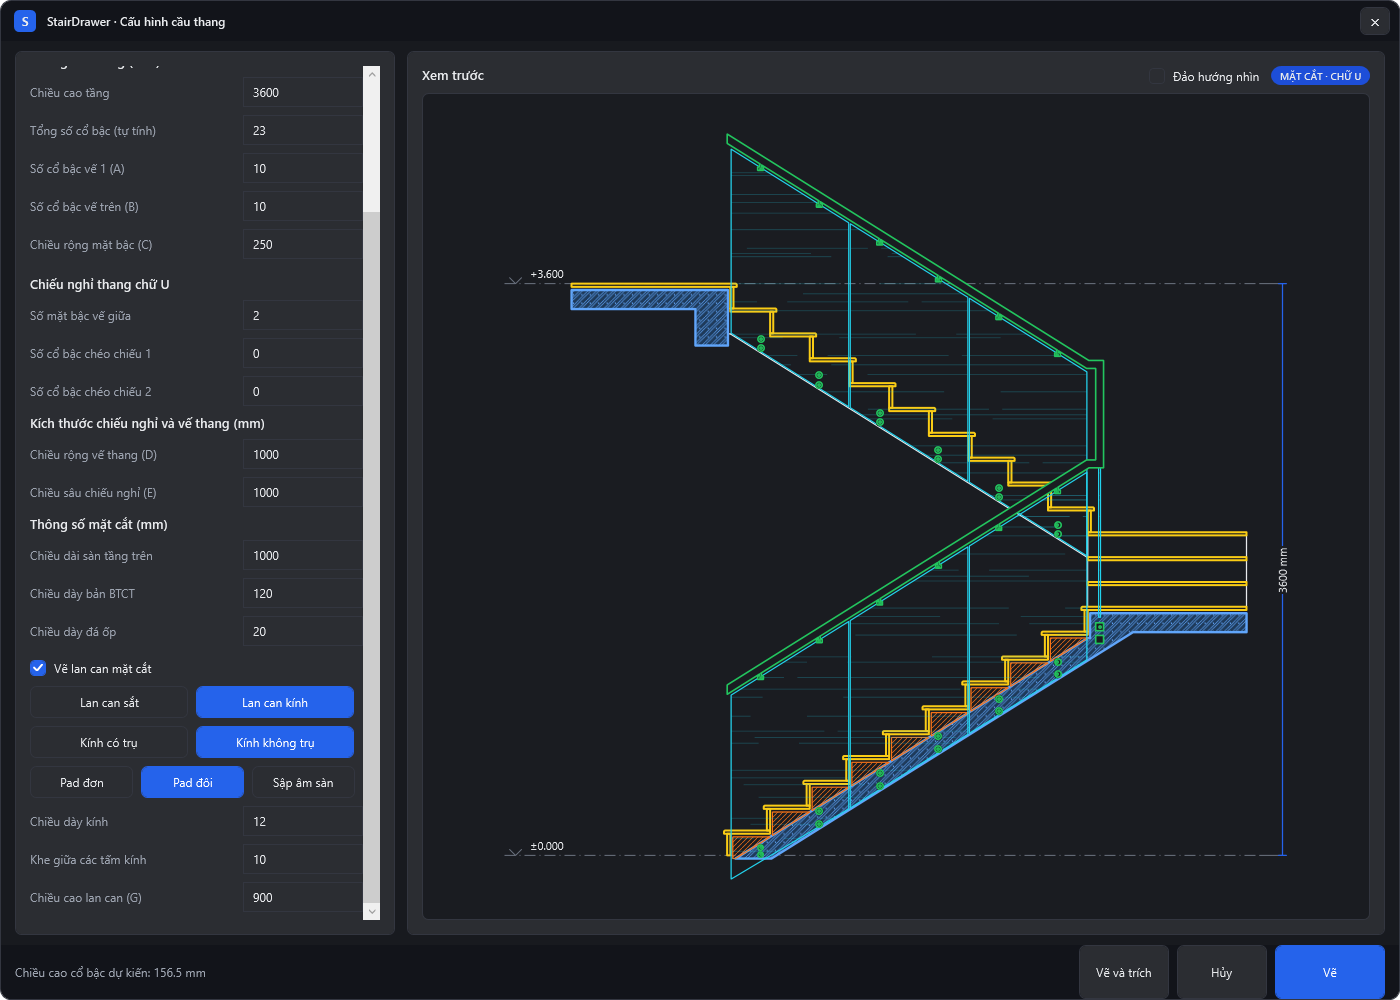 S StairDrawer · Cấu hình cầu thang
×
Chiều cao tầng 3600
Tổng số cổ bậc (tự tính) 23
Số cổ bậc vế 1 (A) 10
Số cổ bậc vế trên (B) 10
Chiều rộng mặt bậc (C) 250
Chiếu nghỉ thang chữ U
Số mặt bậc vế giữa 2
Số cổ bậc chéo chiếu 1 0
Số cổ bậc chéo chiếu 2 0
Kích thước chiếu nghỉ và vế thang (mm)
Chiều rộng vế thang (D) 1000
Chiều sâu chiếu nghỉ (E) 1000
Thông số mặt cắt (mm)
Chiều dài sàn tầng trên 1000
Chiều dày bản BTCT 120
Chiều dày đá ốp 20
Vẽ lan can mặt cắt
Lan can sắt Lan can kính
Kính có trụ Kính không trụ
Pad đơn Pad đôi Sập âm sàn
Chiều dày kính 12
Khe giữa các tấm kính 10
Chiều cao lan can (G) 900
Xem trước
Đảo hướng nhìn MẶT CẮT · CHỮ U
+3.600
3600 mm
±0.000
Chiều cao cổ bậc dự kiến: 156.5 mm
Vẽ và trích Hủy Vẽ